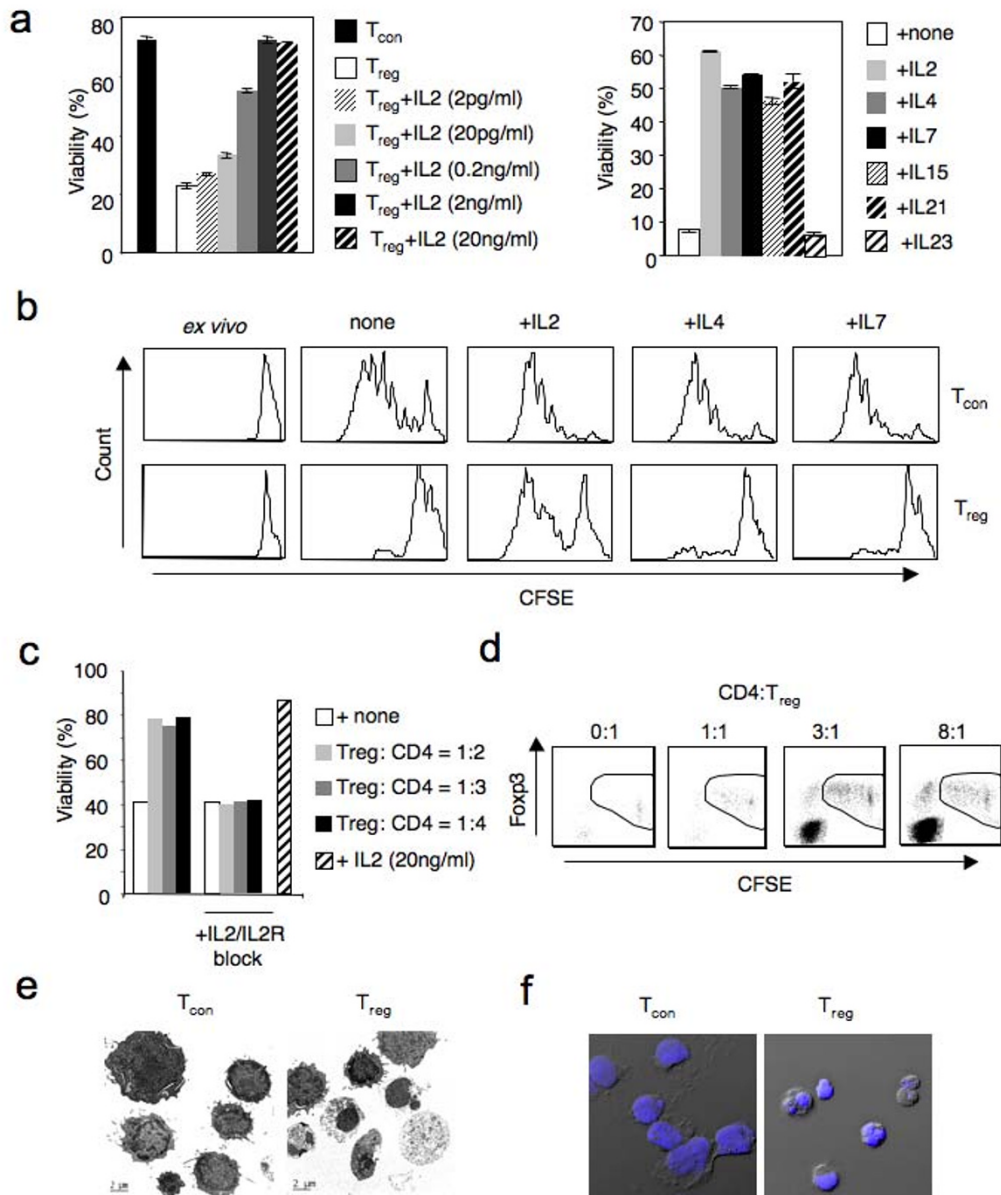 a
Viability (%)
80
60
40
20
0
Tcon
Treg
Treg+IL2 (2pg/ml)
Treg+IL2 (20pg/ml)
Treg+IL2 (0.2ng/ml)
Treg+IL2 (2ng/ml)
Treg+IL2 (20ng/ml)
Viability (%)
70
60
50
40
30
20
10
0
+none
+IL2
+IL4
+IL7
+IL15
+IL21
+IL23
b
ex vivo
none
+IL2
+IL4
+IL7
Count
Tcon
Treg
CFSE
c
Viability (%)
100
80
60
40
20
0
+IL2/IL2R
block
+ none
Treg: CD4 = 1:2
Treg: CD4 = 1:3
Treg: CD4 = 1:4
+ IL2 (20ng/ml)
d
CD4:Treg
0:1
1:1
3:1
8:1
Foxp3
CFSE
e
Tcon
Treg
2 µm
2 µm
f
Tcon
Treg